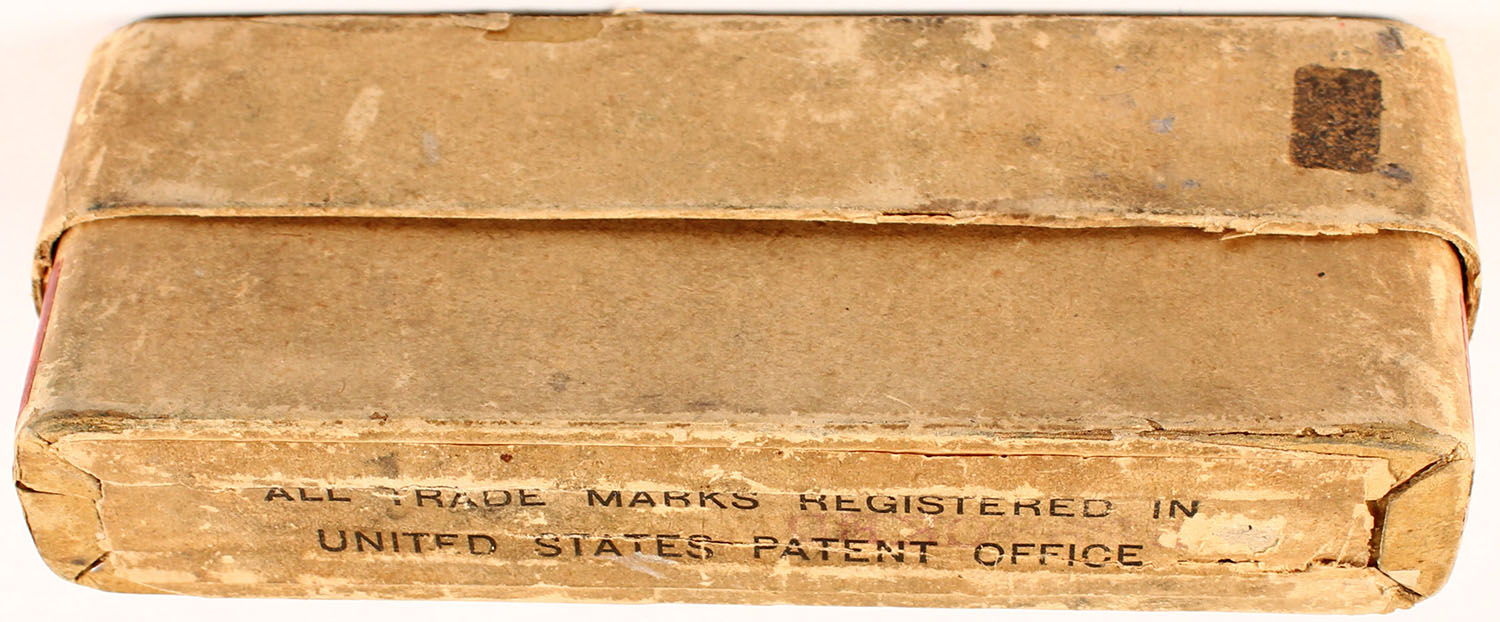 ALL TRADE MARKS REGISTERED IN
UNITED STATES PATENT OFFICE